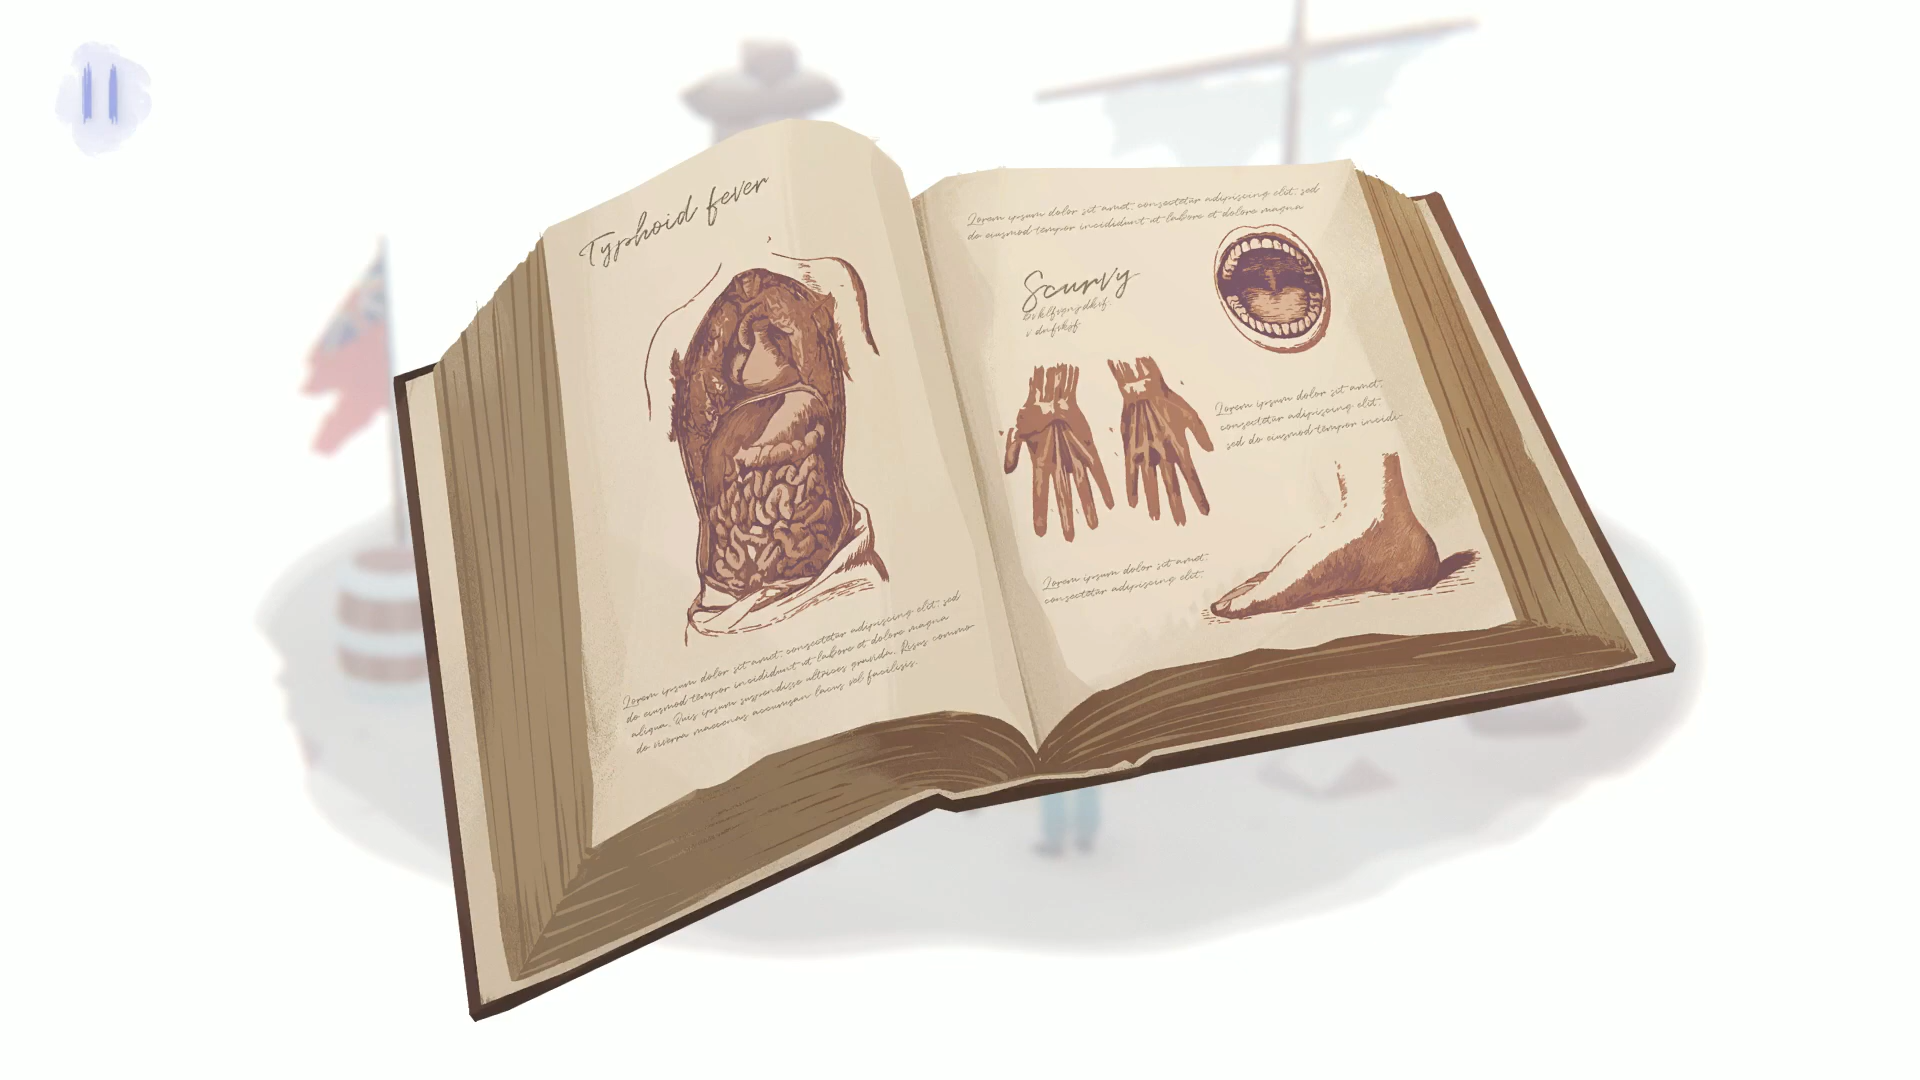 Typhoid fever
Lorem ipsum dolor sit amet, consectetur adipiscing elit, sed
do eiusmod tempor incididunt ut labore et dolore magna
aliqua. Quis ipsum suspendisse ultrices gravida. Risus commo-
do viverra maecenas accumsan lacus vel facilisis.
Lorem ipsum dolor sit amet, consectetur adipiscing elit, sed
do eiusmod tempor incididunt ut labore et dolore magna
Scurvy
Lorem ipsum dolor sit amet,
consectetur adipiscing elit,
sed do eiusmod tempor incidi-
Lorem ipsum dolor sit amet,
consectetur adipiscing elit,